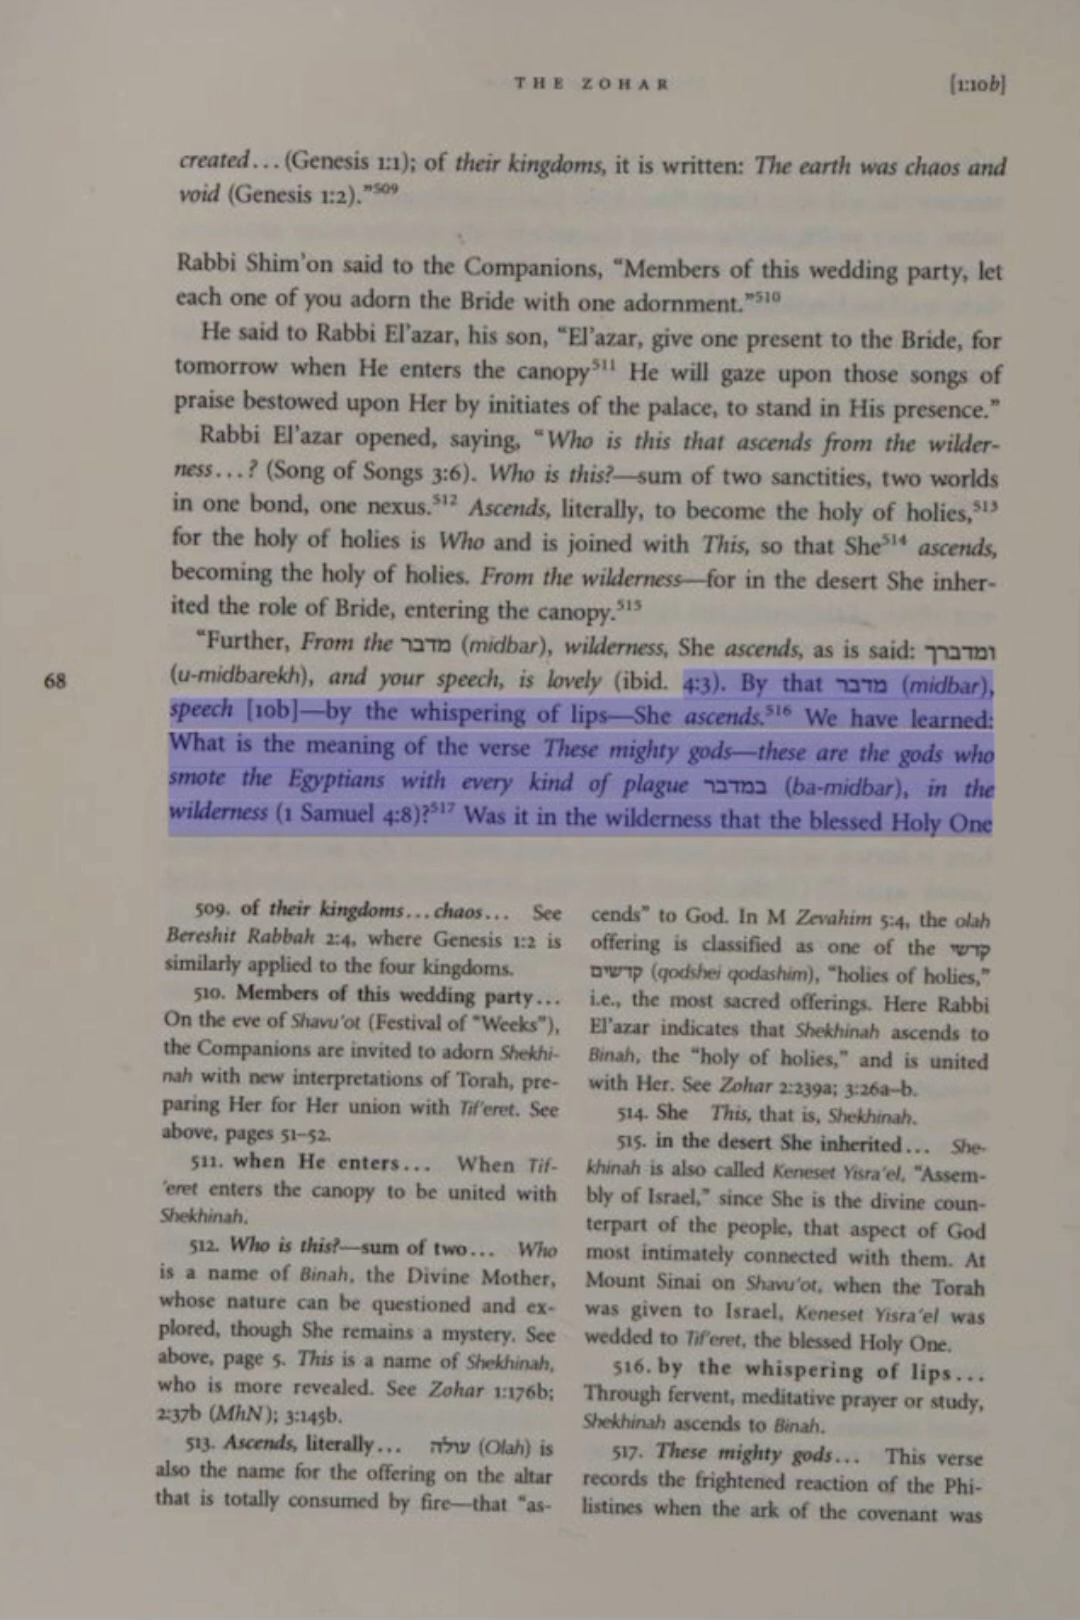 THE ZOHAR [1:10b]
created... (Genesis 1:1); of their kingdoms, it is written: The earth was chaos and
void (Genesis 1:2).”509
Rabbi Shim’on said to the Companions, “Members of this wedding party, let
each one of you adorn the Bride with one adornment.”510
He said to Rabbi El’azar, his son, “El’azar, give one present to the Bride, for
tomorrow when He enters the canopy511 He will gaze upon those songs of
praise bestowed upon Her by initiates of the palace, to stand in His presence.”
Rabbi El’azar opened, saying, “Who is this that ascends from the wilder-
ness...? (Song of Songs 3:6). Who is this?—sum of two sanctities, two worlds
in one bond, one nexus.512 Ascends, literally, to become the holy of holies,513
for the holy of holies is Who and is joined with This, so that She514 ascends,
becoming the holy of holies. From the wilderness—for in the desert She inher-
ited the role of Bride, entering the canopy.515
“Further, From the מדבר (midbar), wilderness, She ascends, as is said: ומדברך
(u-midbarekh), and your speech, is lovely (ibid. 4:3). By that מדבר (midbar),
speech [10b]—by the whispering of lips—She ascends.516 We have learned:
What is the meaning of the verse These mighty gods—these are the gods who
smote the Egyptians with every kind of plague במדבר (ba-midbar), in the
wilderness (1 Samuel 4:8)?517 Was it in the wilderness that the blessed Holy One
68
509. of their kingdoms...chaos... See
Bereshit Rabbah 2:4, where Genesis 1:2 is
similarly applied to the four kingdoms.
510. Members of this wedding party...
On the eve of Shavu’ot (Festival of “Weeks”),
the Companions are invited to adorn Shekhi-
nah with new interpretations of Torah, pre-
paring Her for Her union with Tif’eret. See
above, pages 51–52.
511. when He enters... When Tif-
’eret enters the canopy to be united with
Shekhinah.
512. Who is this?—sum of two... Who
is a name of Binah, the Divine Mother,
whose nature can be questioned and ex-
plored, though She remains a mystery. See
above, page 5. This is a name of Shekhinah,
who is more revealed. See Zohar 1:176b;
2:37b (MhN); 3:145b.
513. Ascends, literally... עולה (Olah) is
also the name for the offering on the altar
that is totally consumed by fire—that “as-
cends” to God. In M Zevahim 5:4, the olah
offering is classified as one of the קדשי
קדשים (qodshei qodashim), “holies of holies,”
i.e., the most sacred offerings. Here Rabbi
El’azar indicates that Shekhinah ascends to
Binah, the “holy of holies,” and is united
with Her. See Zohar 2:239a; 3:26a–b.
514. She This, that is, Shekhinah.
515. in the desert She inherited... She-
khinah is also called Keneset Yisra’el, “Assem-
bly of Israel,” since She is the divine coun-
terpart of the people, that aspect of God
most intimately connected with them. At
Mount Sinai on Shavu’ot, when the Torah
was given to Israel, Keneset Yisra’el was
wedded to Tif’eret, the blessed Holy One.
516. by the whispering of lips...
Through fervent, meditative prayer or study,
Shekhinah ascends to Binah.
517. These mighty gods... This verse
records the frightened reaction of the Phi-
listines when the ark of the covenant was